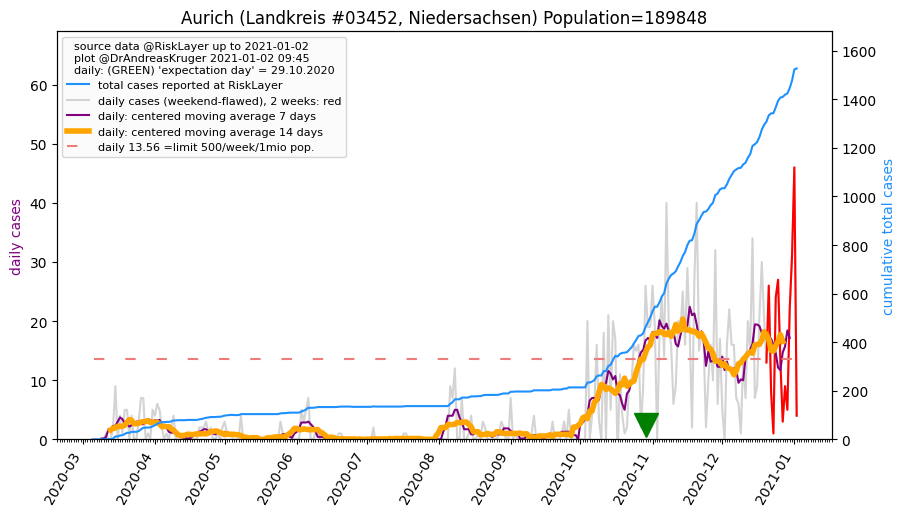 Aurich (Landkreis #03452, Niedersachsen) Population=189848
source data @RiskLayer up to 2021-01-02
plot @DrAndreasKruger 2021-01-02 09:45
daily: (GREEN) 'expectation day' = 29.10.2020
total cases reported at RiskLayer
daily cases (weekend-flawed), 2 weeks: red
daily: centered moving average 7 days
daily: centered moving average 14 days
daily 13.56 =limit 500/week/1mio pop.
daily cases
60
50
40
30
20
10
0
1600
1400
1200
1000
800
600
400
200
0
cumulative total cases
2020-03
2020-04
2020-05
2020-06
2020-07
2020-08
2020-09
2020-10
2020-11
2020-12
2021-01